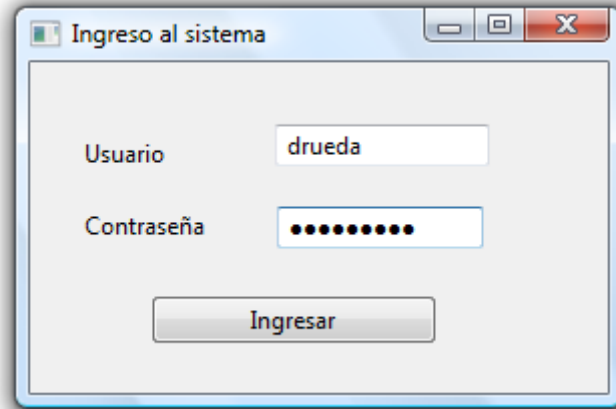 Ingreso al sistema
Usuario drueda
Contraseña •••••••••
Ingresar